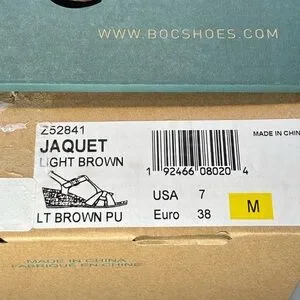 WWW.BOCSHOES.COM
Z52841
JAQUET
LIGHT BROWN
MADE IN CHINA
1 92466 08020 4
USA 7
LT BROWN PU
Euro 38
M
MADE IN CHINA
FABRIQUÉ EN CHINE